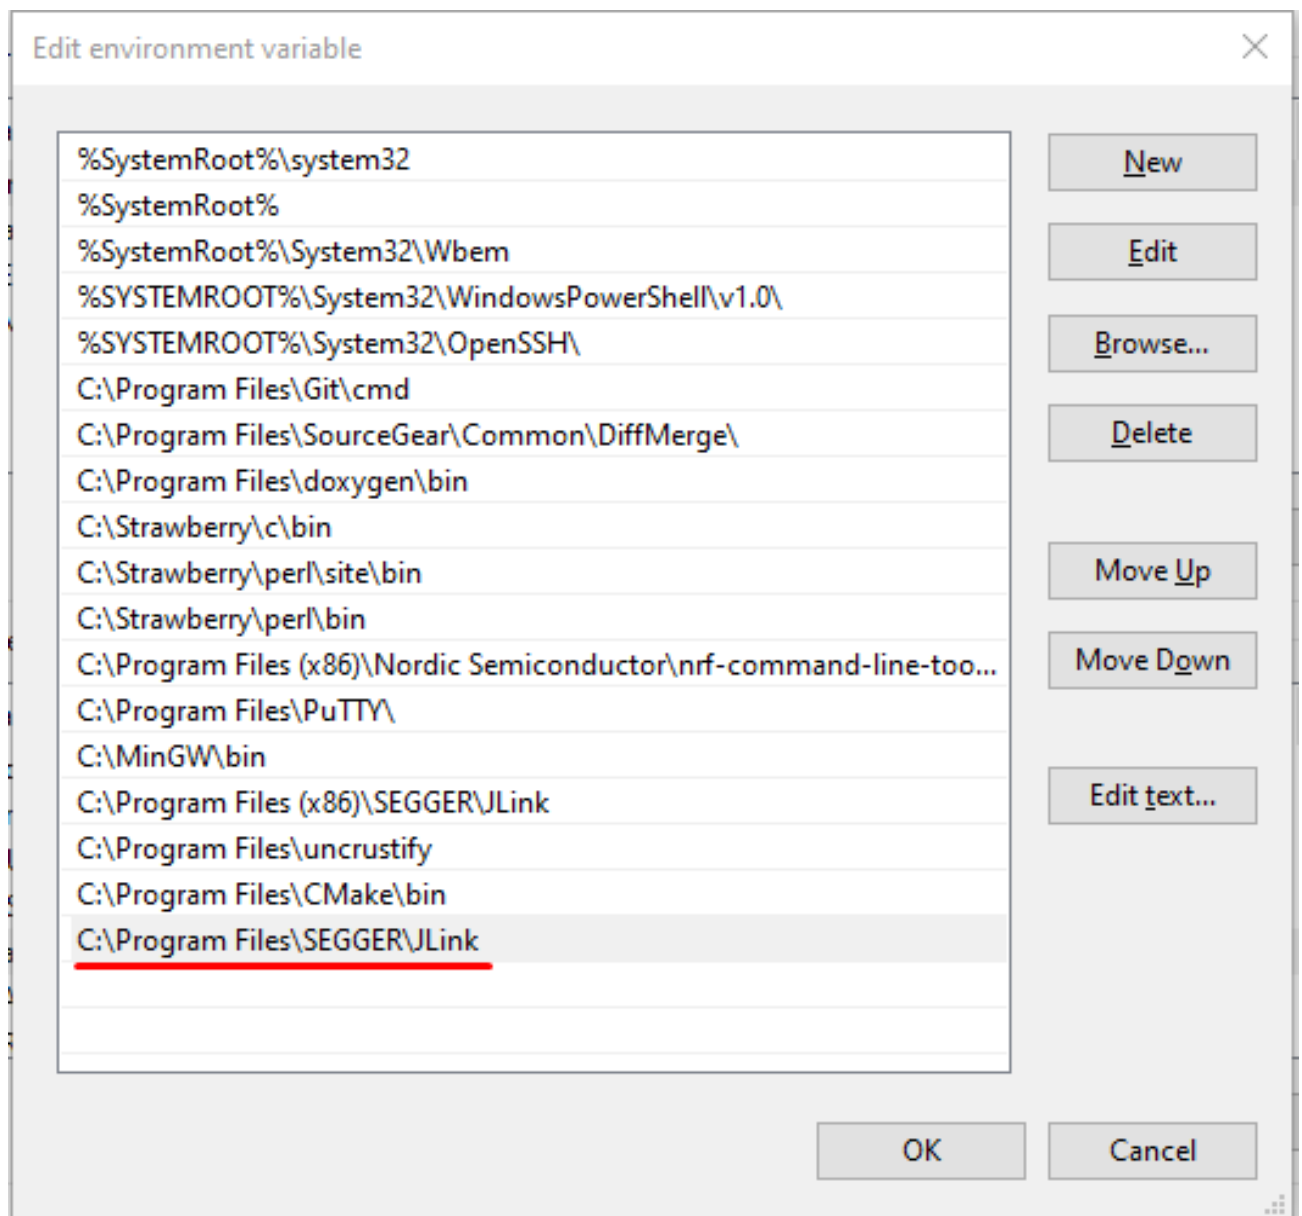 Edit environment variable
%SystemRoot%\system32
%SystemRoot%
%SystemRoot%\System32\Wbem
%SYSTEMROOT%\System32\WindowsPowerShell\v1.0\
%SYSTEMROOT%\System32\OpenSSH\
C:\Program Files\Git\cmd
C:\Program Files\SourceGear\Common\DiffMerge\
C:\Program Files\doxygen\bin
C:\Strawberry\c\bin
C:\Strawberry\perl\site\bin
C:\Strawberry\perl\bin
C:\Program Files (x86)\Nordic Semiconductor\nrf-command-line-too...
C:\Program Files\PuTTY\
C:\MinGW\bin
C:\Program Files (x86)\SEGGER\JLink
C:\Program Files\uncrustify
C:\Program Files\CMake\bin
C:\Program Files\SEGGER\JLink
New
Edit
Browse...
Delete
Move Up
Move Down
Edit text...
OK
Cancel